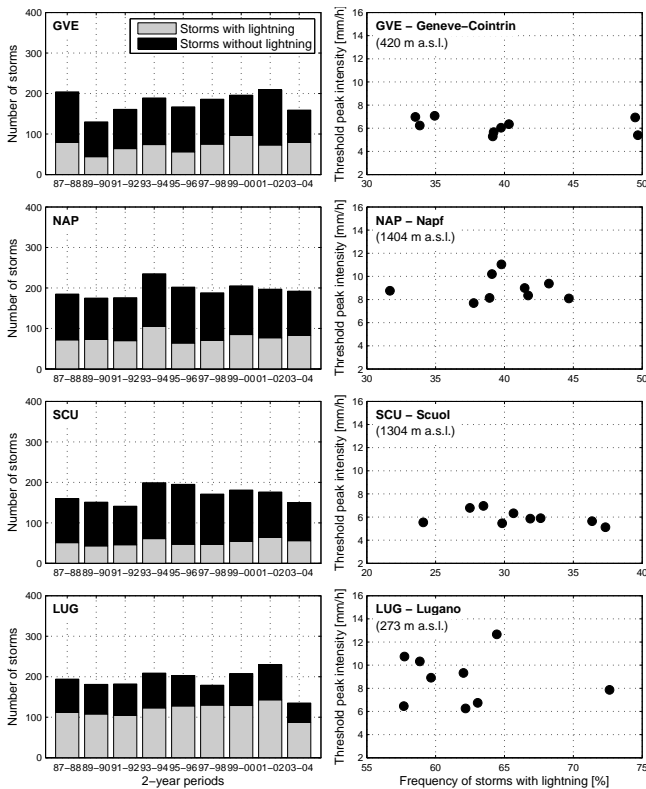 GVE
Storms with lightning
Storms without lightning
Number of storms
400
300
200
100
0
87−88 89−90 91−92 93−94 95−96 97−98 99−00 01−02 03−04
GVE − Geneve−Cointrin
(420 m a.s.l.)
Threshold peak intensity [mm/h]
16
14
12
10
8
6
4
2
30 35 40 45 50
NAP
Number of storms
400
300
200
100
0
87−88 89−90 91−92 93−94 95−96 97−98 99−00 01−02 03−04
NAP − Napf
(1404 m a.s.l.)
Threshold peak intensity [mm/h]
16
14
12
10
8
6
4
2
30 35 40 45 50
SCU
Number of storms
400
300
200
100
0
87−88 89−90 91−92 93−94 95−96 97−98 99−00 01−02 03−04
SCU − Scuol
(1304 m a.s.l.)
Threshold peak intensity [mm/h]
16
14
12
10
8
6
4
2
20 25 30 35 40
LUG
Number of storms
400
300
200
100
0
87−88 89−90 91−92 93−94 95−96 97−98 99−00 01−02 03−04
2−year periods
LUG − Lugano
(273 m a.s.l.)
Threshold peak intensity [mm/h]
16
14
12
10
8
6
4
2
55 60 65 70 75
Frequency of storms with lightning [%]